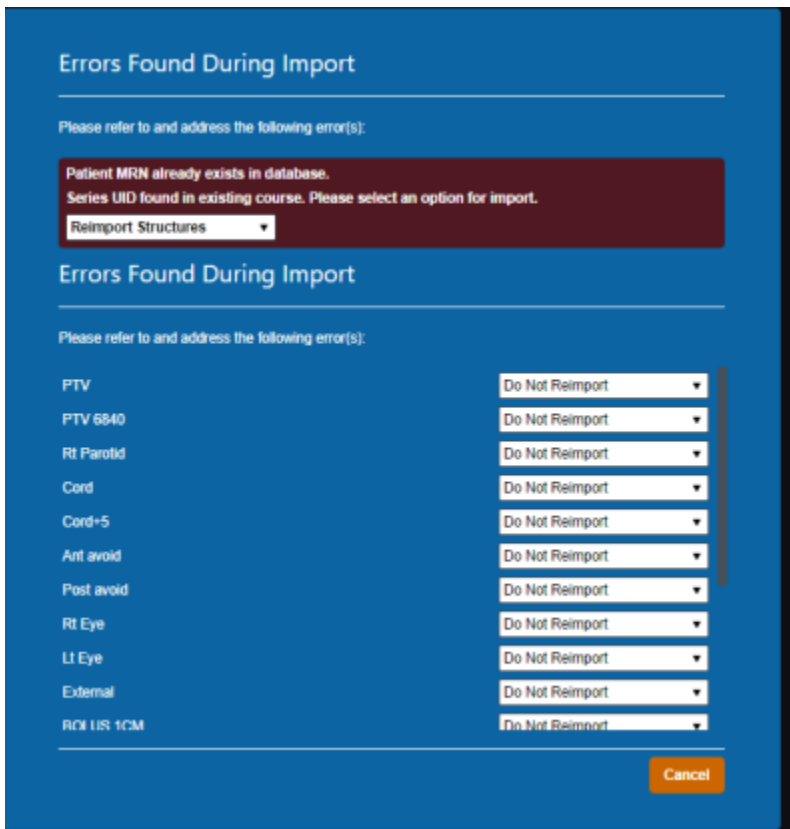 Errors Found During Import
Please refer to and address the following error(s):
Patient MRN already exists in database.
Series UID found in existing course. Please select an option for import.
Reimport Structures
Errors Found During Import
Please refer to and address the following error(s):
PTV Do Not Reimport
PTV 6840 Do Not Reimport
Rt Parotid Do Not Reimport
Cord Do Not Reimport
Cord+5 Do Not Reimport
Ant avoid Do Not Reimport
Post avoid Do Not Reimport
Rt Eye Do Not Reimport
Lt Eye Do Not Reimport
External Do Not Reimport
BOLUS 1CM Do Not Reimport
Cancel